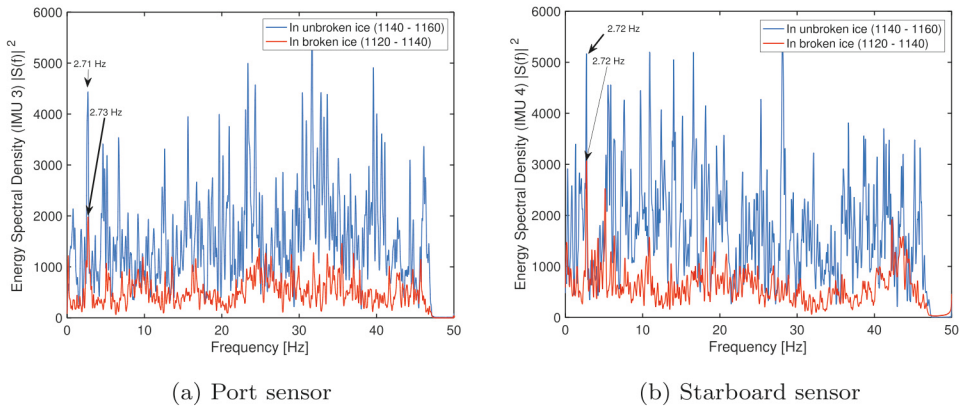 6000
5000
4000
3000
2000
1000
0
Energy Spectral Density (IMU 3) |S(f)| 2
In unbroken ice (1140 - 1160)
In broken ice (1120 - 1140)
2.71 Hz
2.73 Hz
0 10 20 30 40 50
Frequency [Hz]
(a) Port sensor
6000
5000
4000
3000
2000
1000
0
Energy Spectral Density (IMU 4) |S(f)| 2
In unbroken ice (1140 - 1160)
In broken ice (1120 - 1140)
2.72 Hz
2.72 Hz
0 10 20 30 40 50
Frequency [Hz]
(b) Starboard sensor